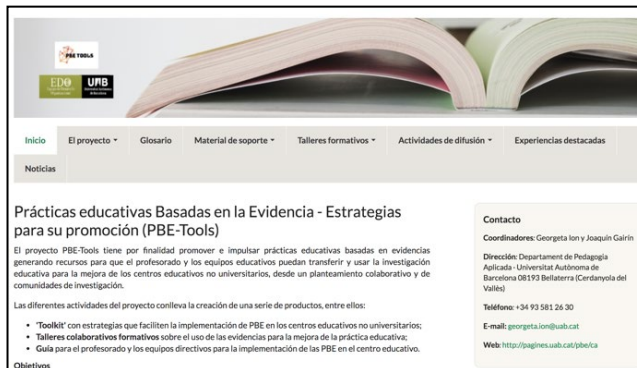 PBE TOOLS
EDO UAB
Inicio El proyecto Glosario Material de soporte Talleres formativos Actividades de difusión Experiencias destacadas
Noticias
Prácticas educativas Basadas en la Evidencia - Estrategias
para su promoción (PBE-Tools)
El proyecto PBE-Tools tiene por finalidad promover e impulsar prácticas educativas basadas en evidencias
generando recursos para que el profesorado y los equipos educativos puedan transferir y usar la investigación
educativa para la mejora de los centros educativos no universitarios, desde un planteamiento colaborativo y de
comunidades de investigación.
Las diferentes actividades del proyecto conlleva la creación de una serie de productos, entre ellos:
• 'Toolkit' con estrategias que faciliten la implementación de PBE en los centros educativos no universitarios;
• Talleres colaborativos formativos sobre el uso de las evidencias para la mejora de la práctica educativa;
• Guía para el profesorado y los equipos directivos para la implementación de las PBE en el centro educativo.
Objetivos
Contacto
Coordinadores: Georgeta Ion y Joaquín Gairín
Dirección: Departament de Pedagogia
Aplicada - Universitat Autònoma de
Barcelona 08193 Bellaterra (Cerdanyola del
Vallès)
Teléfono: +34 93 581 26 30
E-mail: georgeta.ion@uab.cat
Web: http://pagines.uab.cat/pbe/ca